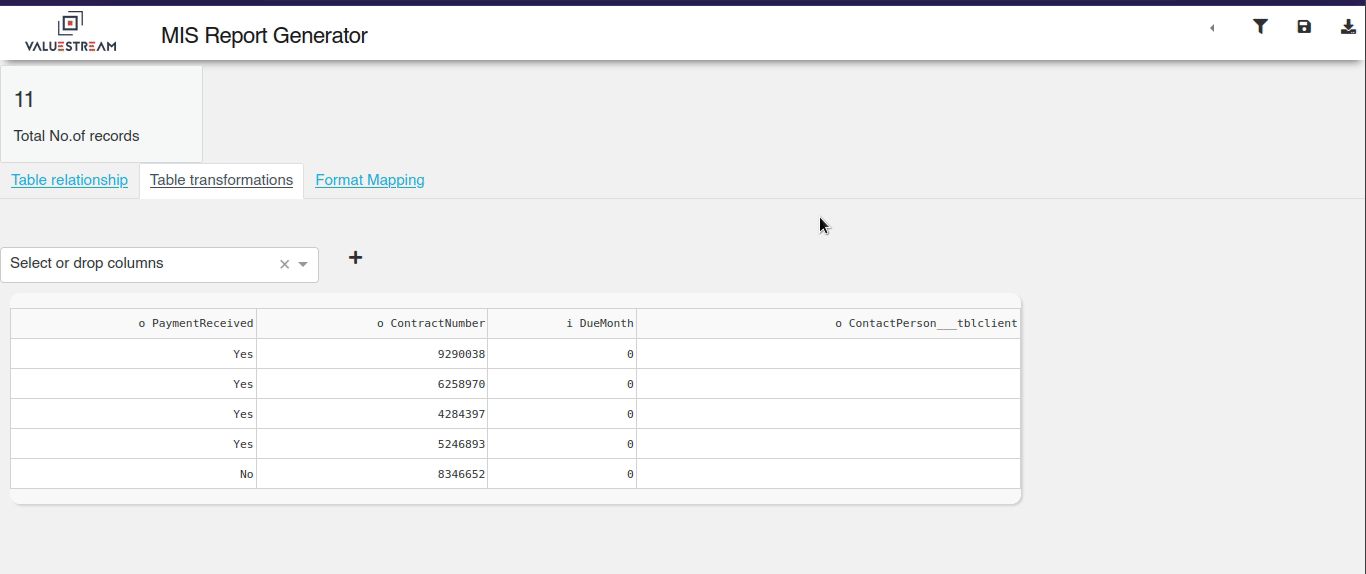 VALUESTREAM
MIS Report Generator
11
Total No.of records
Table relationship Table transformations Format Mapping
Select or drop columns
o PaymentReceived o ContractNumber i DueMonth o ContactPerson___tblclient
Yes 9290038 0
Yes 6258970 0
Yes 4284397 0
Yes 5246893 0
No 8346652 0